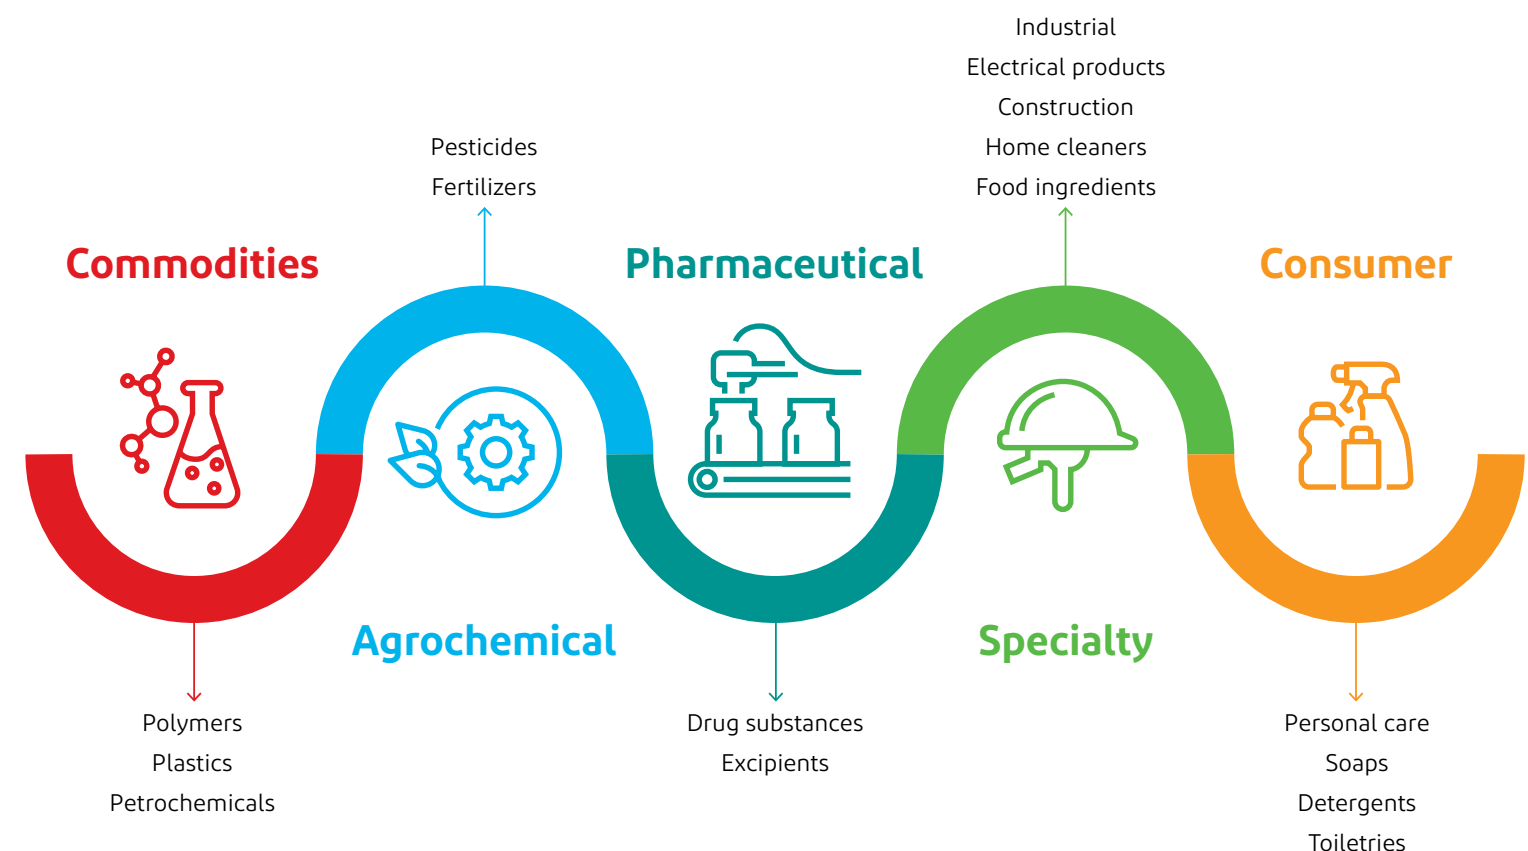 Commodities
Polymers
Plastics
Petrochemicals
Pesticides
Fertilizers
Agrochemical
Pharmaceutical
Drug substances
Excipients
Industrial
Electrical products
Construction
Home cleaners
Food ingredients
Specialty
Consumer
Personal care
Soaps
Detergents
Toiletries